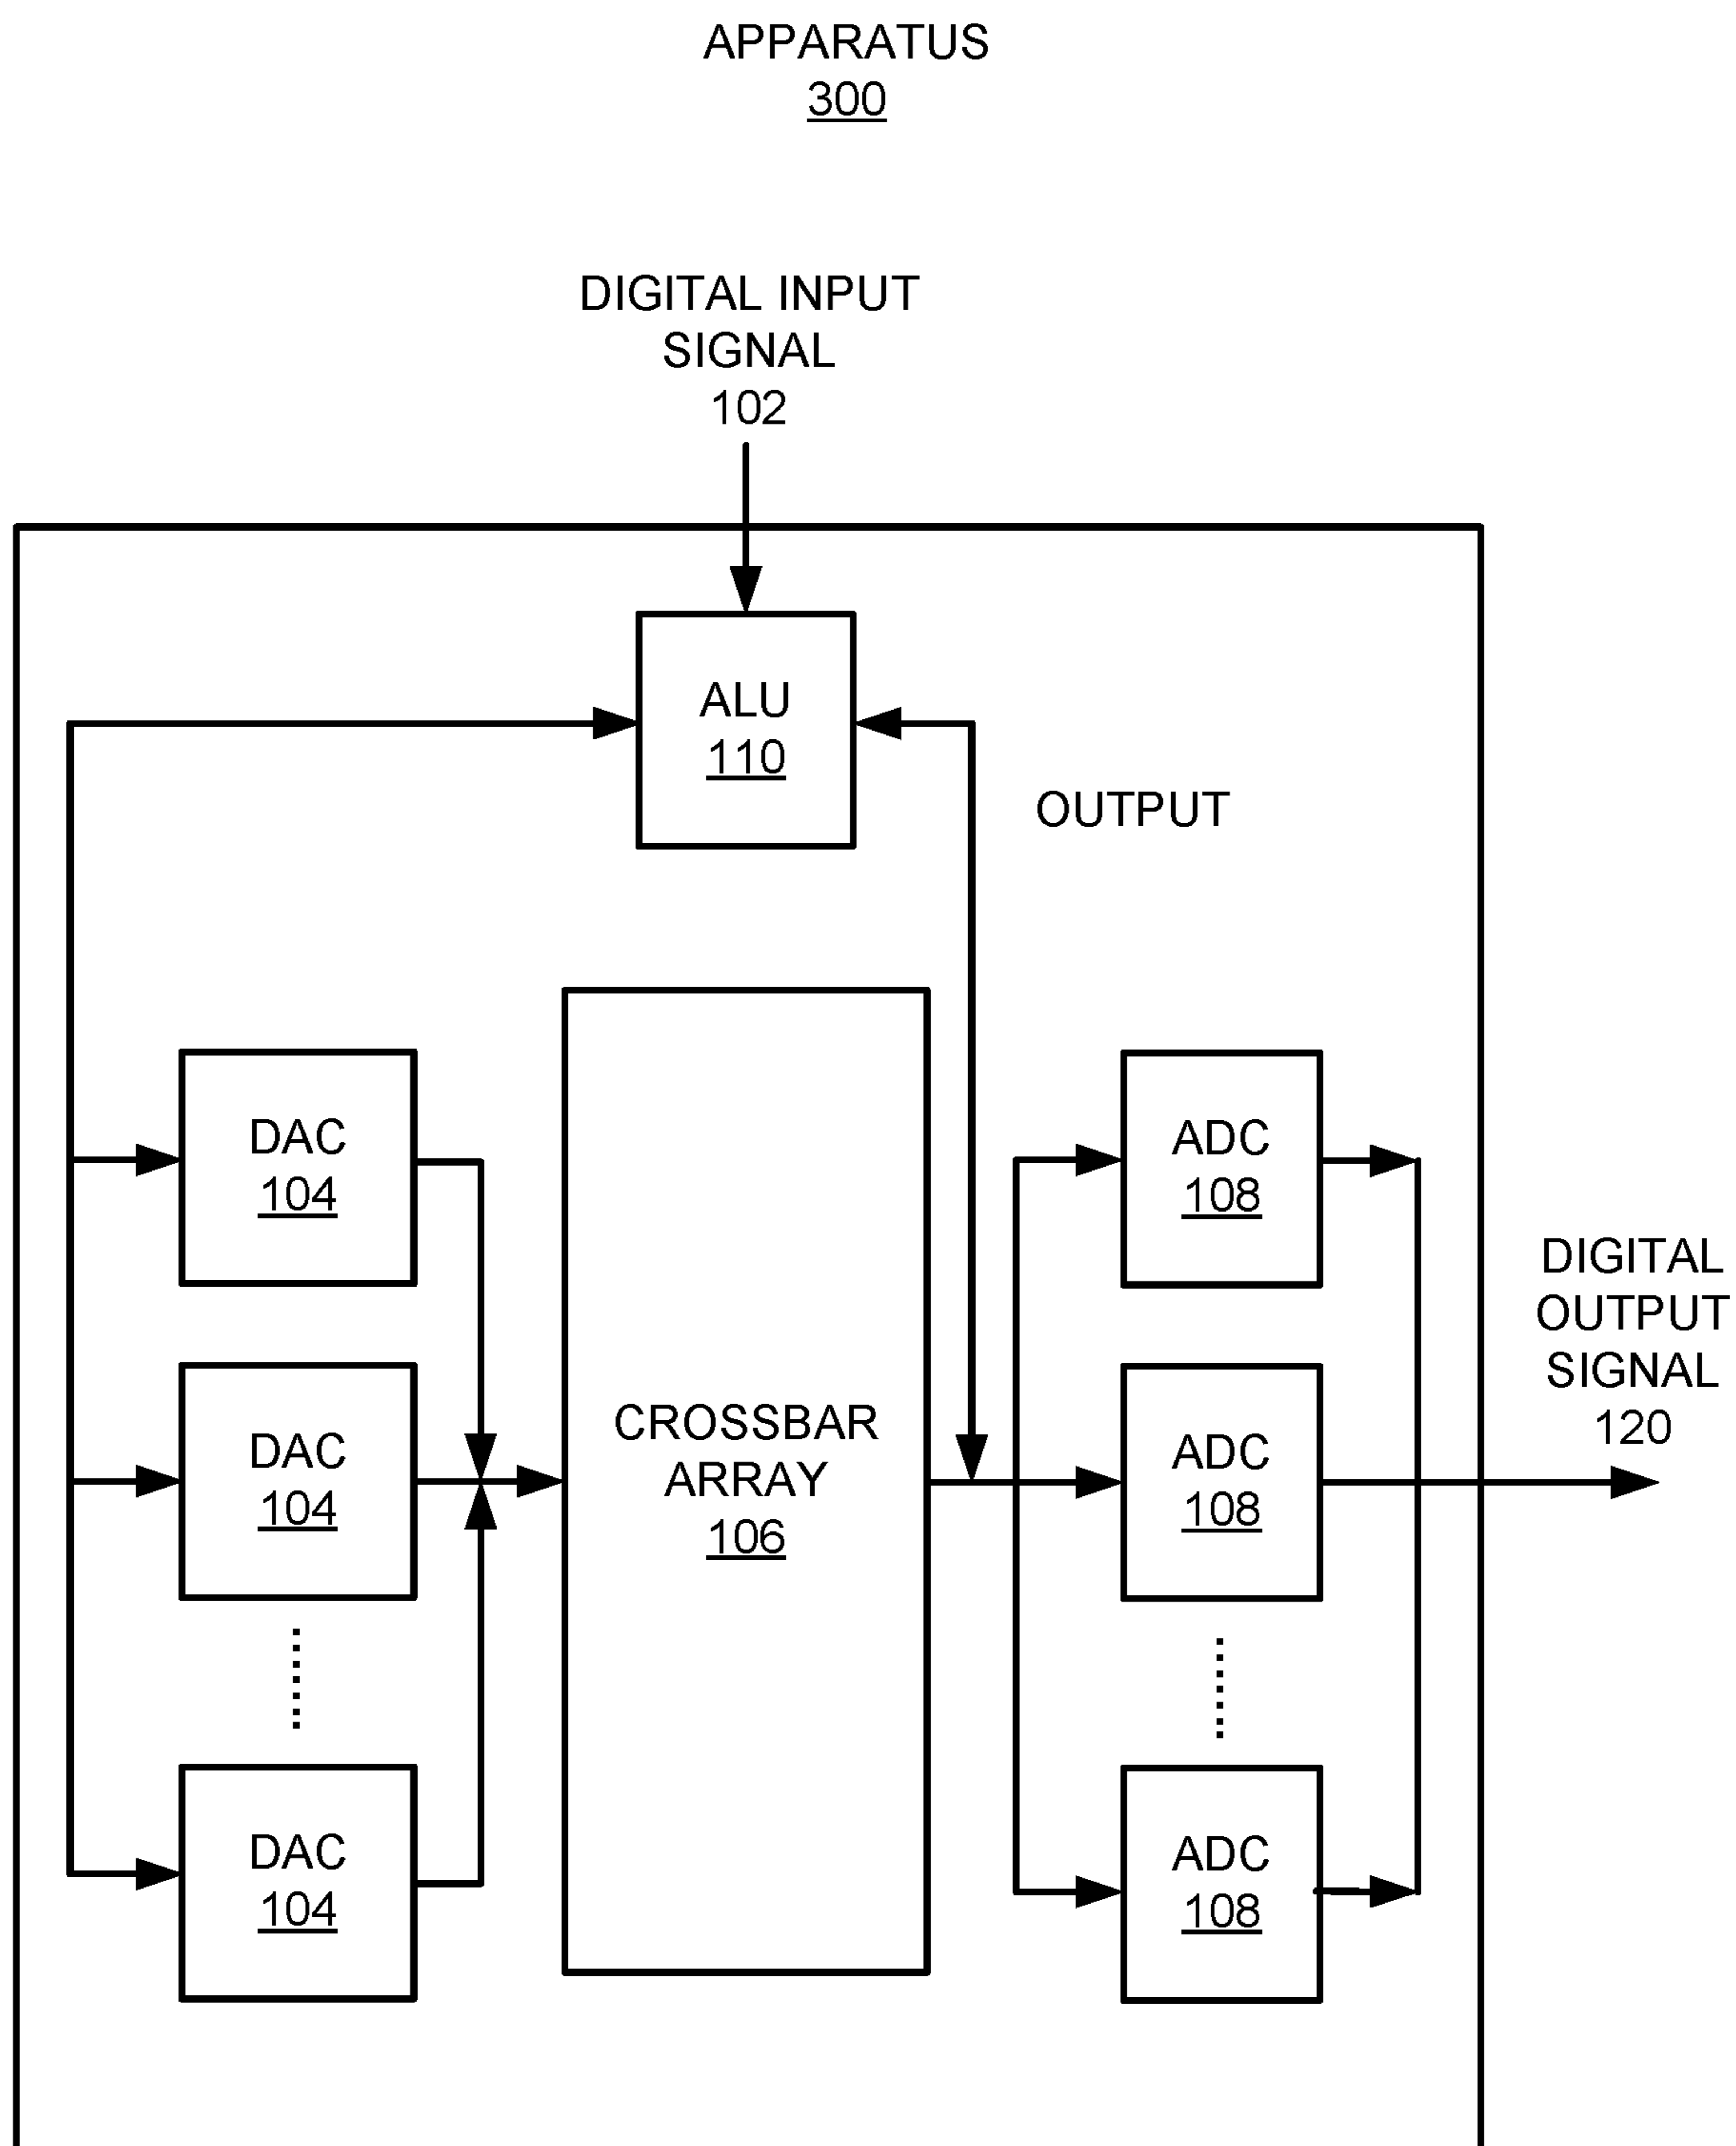 APPARATUS
300
DIGITAL INPUT
SIGNAL
102
ALU
110
OUTPUT
DAC
104
DAC
104
DAC
104
CROSSBAR
ARRAY
106
ADC
108
ADC
108
ADC
108
DIGITAL
OUTPUT
SIGNAL
120